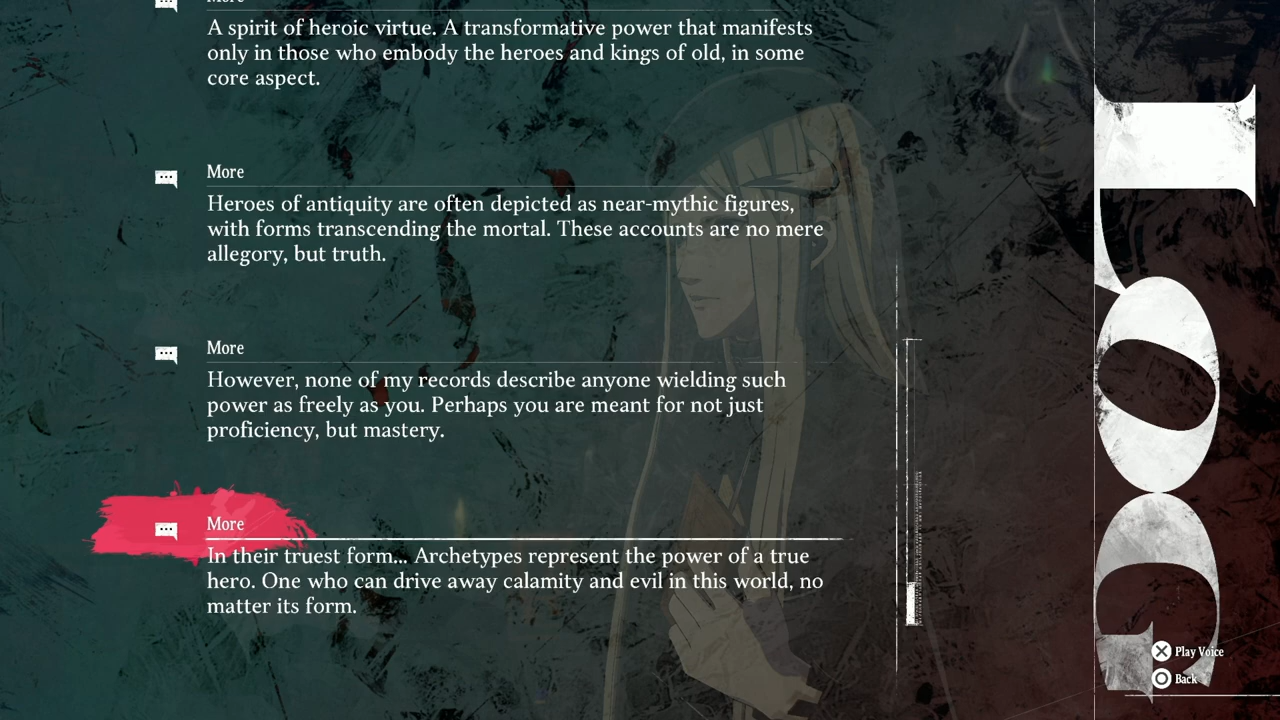 More
A spirit of heroic virtue. A transformative power that manifests
only in those who embody the heroes and kings of old, in some
core aspect.
More
Heroes of antiquity are often depicted as near-mythic figures,
with forms transcending the mortal. These accounts are no mere
allegory, but truth.
More
However, none of my records describe anyone wielding such
power as freely as you. Perhaps you are meant for not just
proficiency, but mastery.
More
In their truest form... Archetypes represent the power of a true
hero. One who can drive away calamity and evil in this world, no
matter its form.
LOG
Play Voice
Back